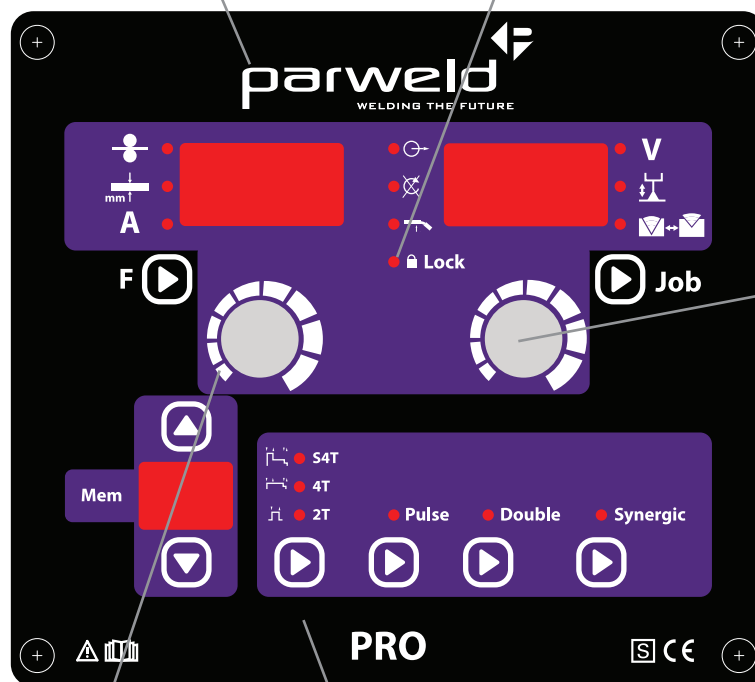 parweld
WELDING THE FUTURE
V
mm
A
Lock
F
Job
Mem
S4T
4T
2T
Pulse
Double
Synergic
PRO
S CE